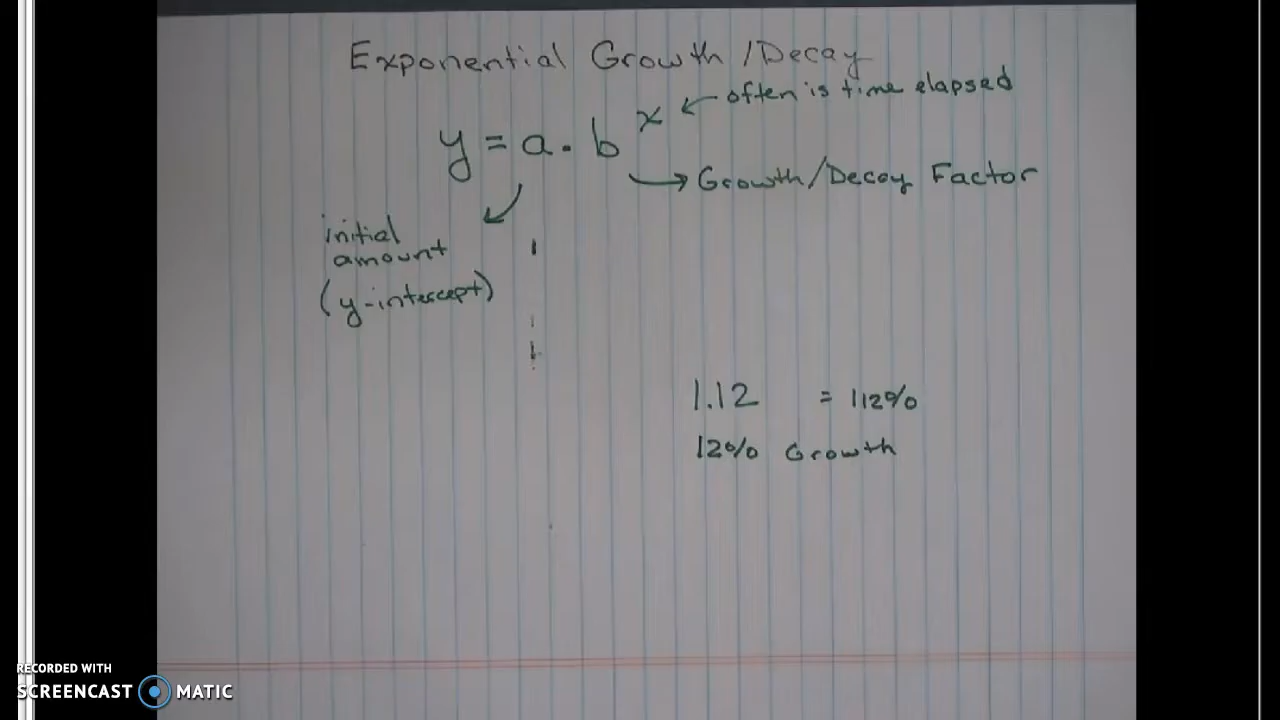 Exponential Growth / Decay
often is time elapsed
y = a · b^x
Growth/Decay Factor
initial
amount
(y-intercept)
1.12 = 112%
12% Growth
RECORDED WITH
SCREENCAST MATIC